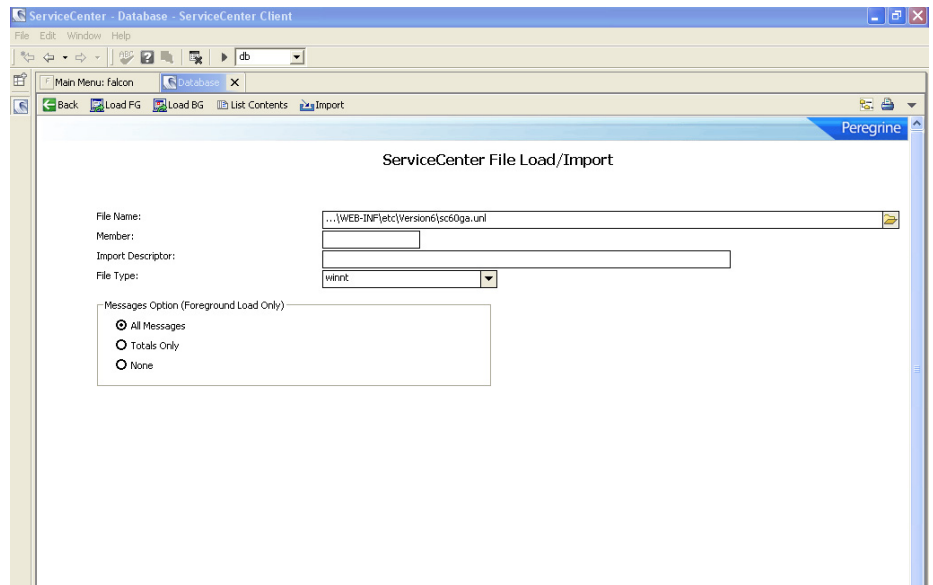 ServiceCenter - Database - ServiceCenter Client
File Edit Window Help
ABC db
Main Menu: falcon Database
Back Load FG Load BG List Contents Import
Peregrine
ServiceCenter File Load/Import
File Name: ...\WEB-INF\etc\Version6\sc60ga.unl
Member:
Import Descriptor:
File Type: winnt
Messages Option (Foreground Load Only)
All Messages
Totals Only
None